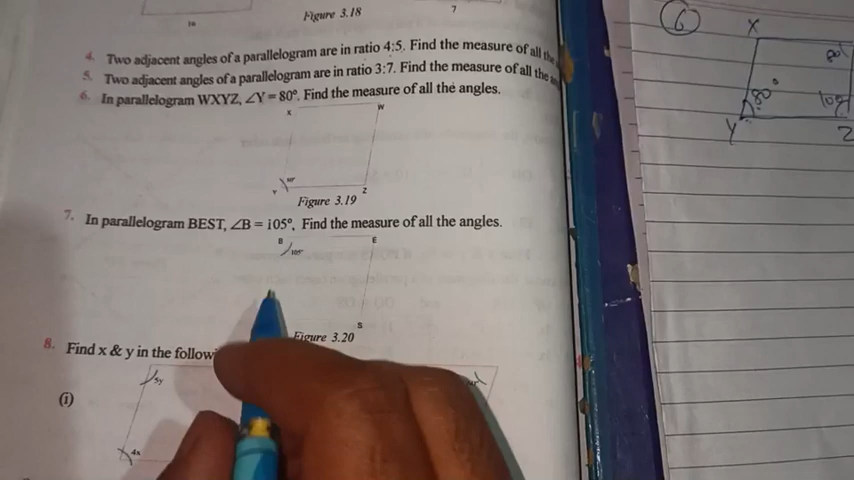 Figure 3.18
7
4. Two adjacent angles of a parallelogram are in ratio 4:5. Find the measure of all the
5. Two adjacent angles of a parallelogram are in ratio 3:7. Find the measure of all the
6. In parallelogram WXYZ, ∠Y = 80°. Find the measure of all the angles.
X W
Y Z
Figure 3.19
7. In parallelogram BEST, ∠B = 105°, Find the measure of all the angles.
B E
105°
S
Figure 3.20
8. Find x & y in the follow
(i)
5y
4x
6
X
80
80°
Y Z